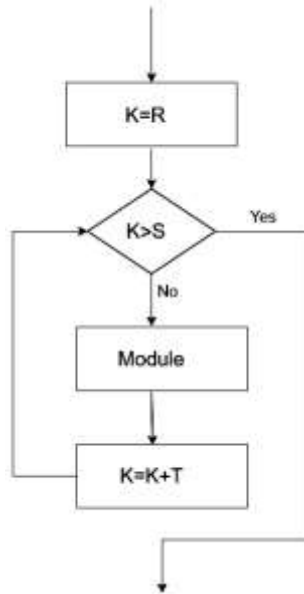 K=R
K>S
Yes
No
Module
K=K+T